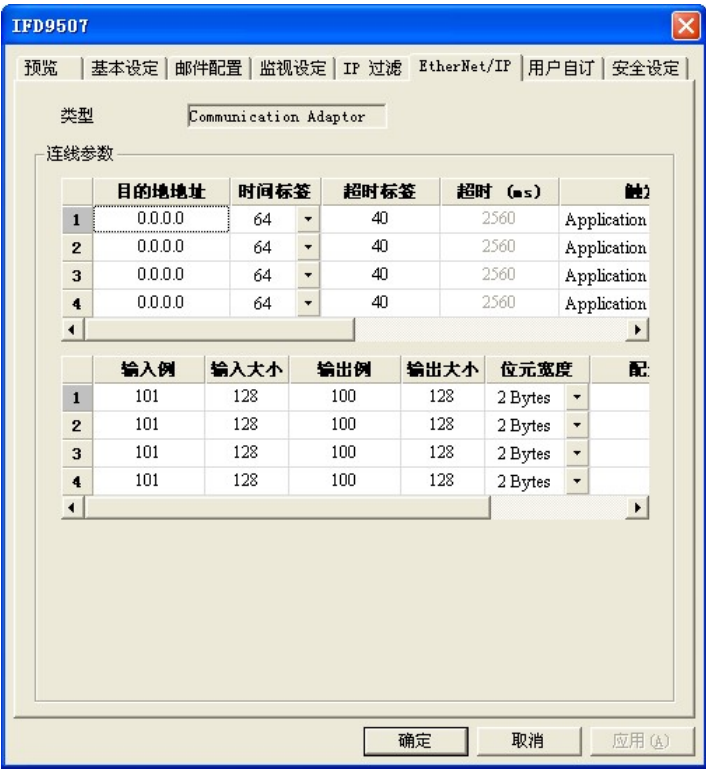 IFD9507
预览 基本设定 邮件配置 监视设定 IP 过滤 EtherNet/IP 用户自订 安全设定
类型 Communication Adaptor
连线参数
目的地地址 时间标签 超时标签 超时 (ms)
1 0.0.0.0 64 40 2560 Application
2 0.0.0.0 64 40 2560 Application
3 0.0.0.0 64 40 2560 Application
4 0.0.0.0 64 40 2560 Application
输入例 输入大小 输出例 输出大小 位元宽度 配
1 101 128 100 128 2 Bytes
2 101 128 100 128 2 Bytes
3 101 128 100 128 2 Bytes
4 101 128 100 128 2 Bytes
确定 取消 应用(A)